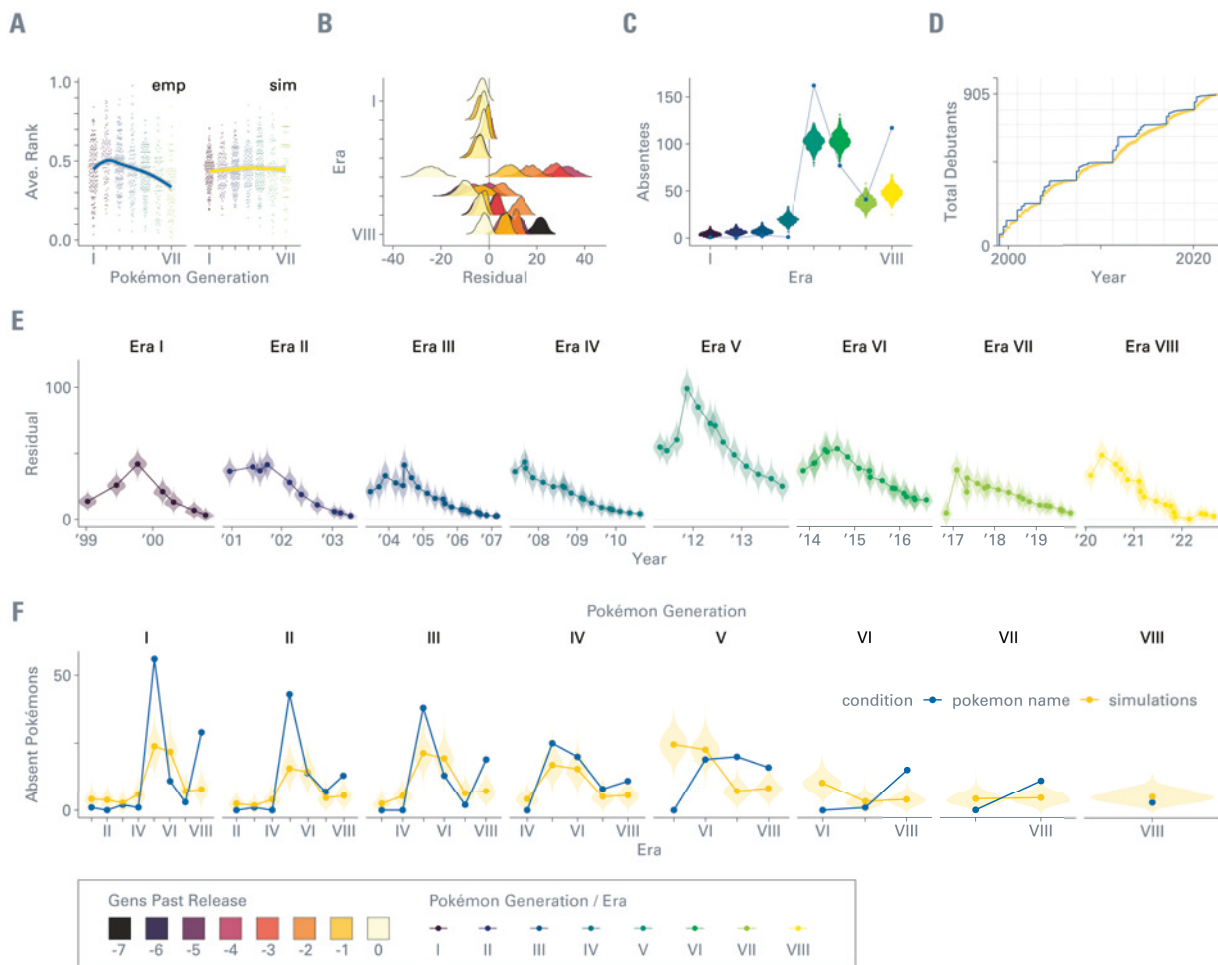 A
B
C
D
1.0
0.5
0.0
Ave. Rank
emp
sim
I
VII
I
VII
Pokémon Generation
I
VIII
Era
-40
-20
0
20
40
Residual
150
100
50
0
Absentees
I
VIII
Era
905
0
Total Debutants
2000
2020
Year
E
Era I
Era II
Era III
Era IV
Era V
Era VI
Era VII
Era VIII
100
0
Residual
'99 '00
'01 '02 '03
'04 '05 '06 '07
'08 '09 '10
'12 '13
'14 '15 '16
'17 '18 '19
'20 '21 '22
Year
F
Pokémon Generation
I
II
III
IV
V
VI
VII
VIII
50
0
Absent Pokémons
condition pokemon name simulations
II IV VI VIII
II IV VI VIII
IV VI VIII
IV VI VIII
VI VIII
VI VIII
VIII
VIII
Era
Gens Past Release
-7 -6 -5 -4 -3 -2 -1 0
Pokémon Generation / Era
I II III IV V VI VII VIII